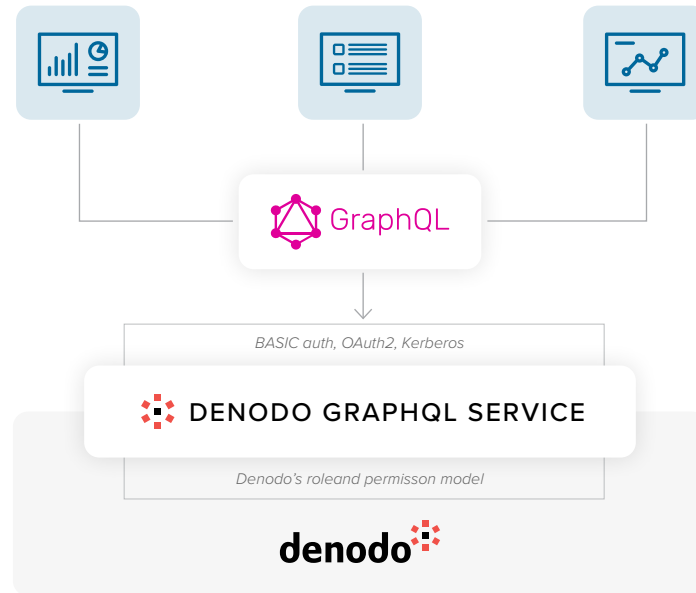 GraphQL
BASIC auth, OAuth2, Kerberos
DENODO GRAPHQL SERVICE
Denodo's roleand permisson model
denodo